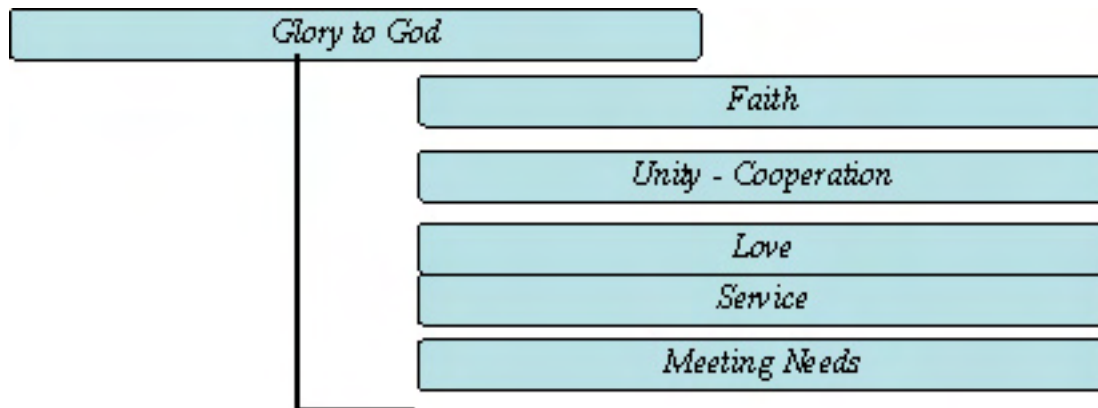 Glory to God
Faith
Unity - Cooperation
Love
Service
Meeting Needs